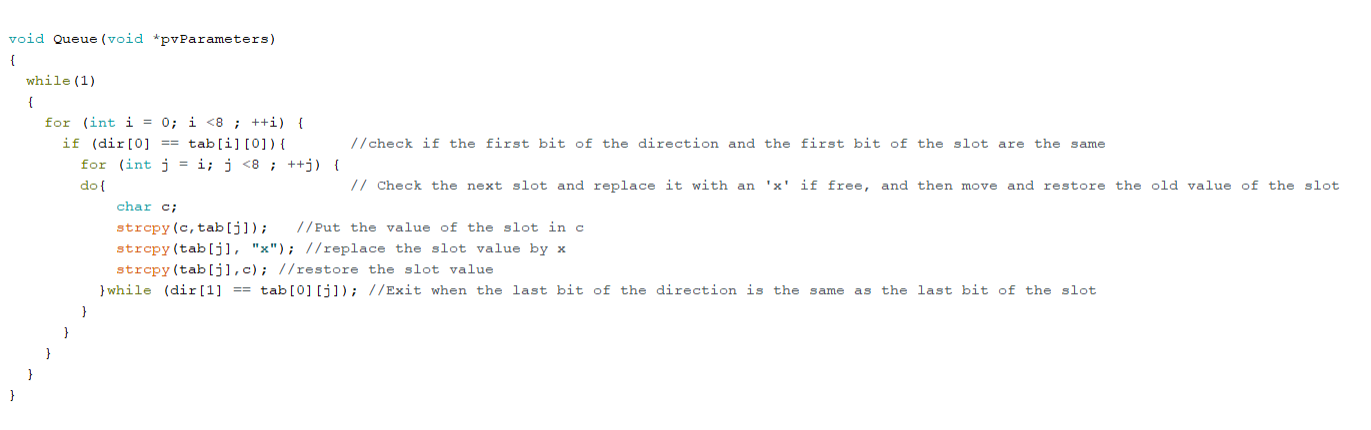 void Queue(void *pvParameters)
{
while(1)
{
for (int i = 0; i <8 ; ++i) {
if (dir[0] == tab[i][0]){ //check if the first bit of the direction and the first bit of the slot are the same
for (int j = i; j <8 ; ++j) {
do{ // Check the next slot and replace it with an 'x' if free, and then move and restore the old value of the slot
char c;
strcpy(c,tab[j]); //Put the value of the slot in c
strcpy(tab[j], "x"); //replace the slot value by x
strcpy(tab[j],c); //restore the slot value
}while (dir[1] == tab[0][j]); //Exit when the last bit of the direction is the same as the last bit of the slot
}
}
}
}
}